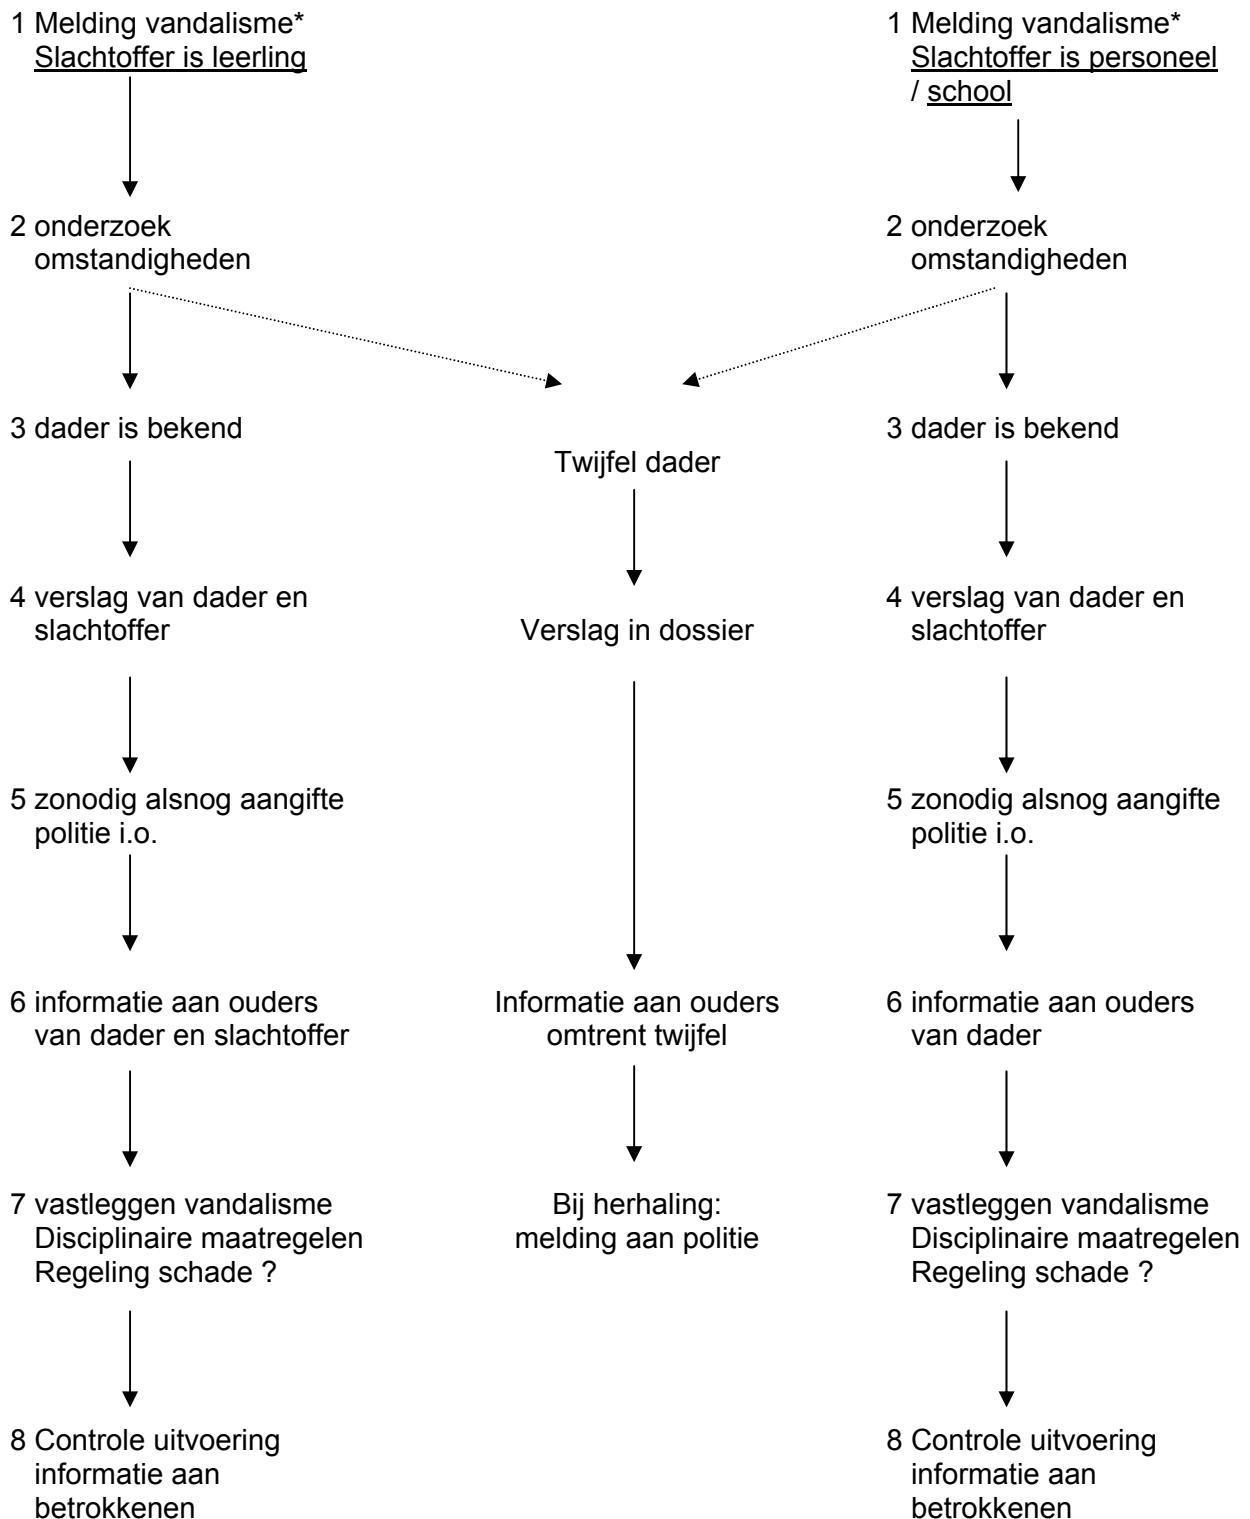 1 Melding vandalisme*
Slachtoffer is leerling
2 onderzoek
omstandigheden
3 dader is bekend
4 verslag van dader en
slachtoffer
5 zonodig alsnog aangifte
politie i.o.
6 informatie aan ouders
van dader en slachtoffer
7 vastleggen vandalisme
Disciplinaire maatregelen
Regeling schade ?
8 Controle uitvoering
informatie aan
betrokkenen
Twijfel dader
Verslag in dossier
Informatie aan ouders
omtrent twijfel
Bij herhaling:
melding aan politie
1 Melding vandalisme*
Slachtoffer is personeel
/ school
2 onderzoek
omstandigheden
3 dader is bekend
4 verslag van dader en
slachtoffer
5 zonodig alsnog aangifte
politie i.o.
6 informatie aan ouders
van dader
7 vastleggen vandalisme
Disciplinaire maatregelen
Regeling schade ?
8 Controle uitvoering
informatie aan
betrokkenen